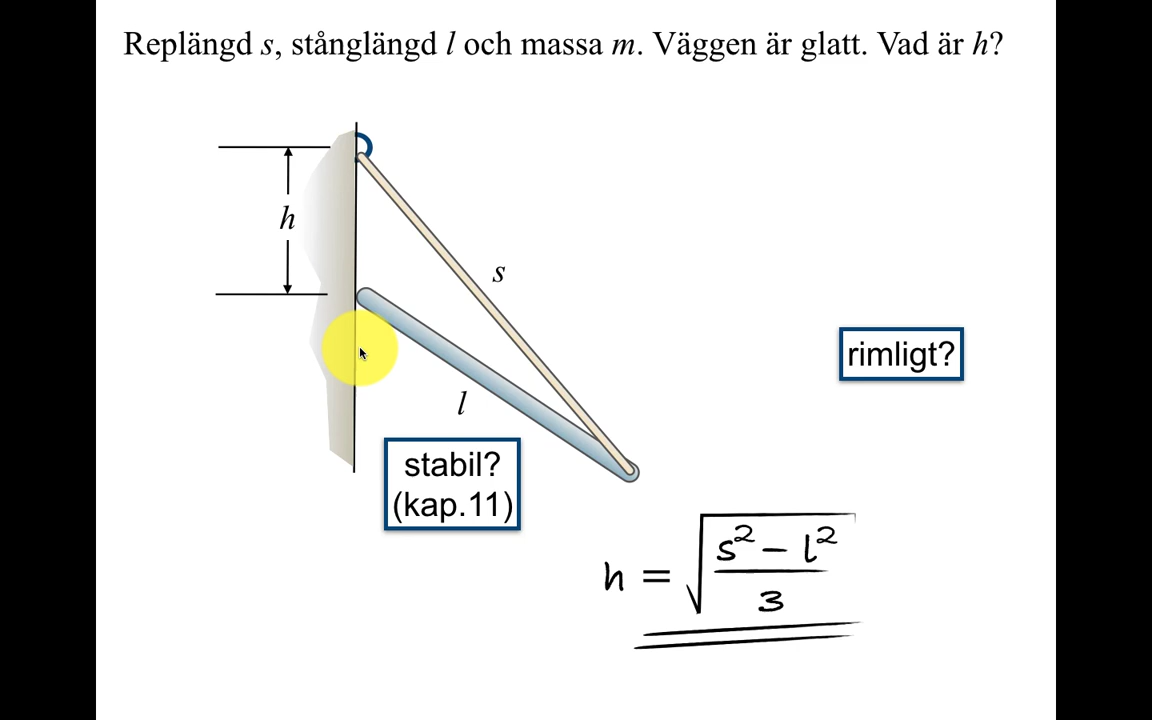 Replängd s, stånglängd l och massa m. Väggen är glatt. Vad är h?
h
s
rimligt?
l
stabil?
(kap.11)
h = √((s² − l²)/3)